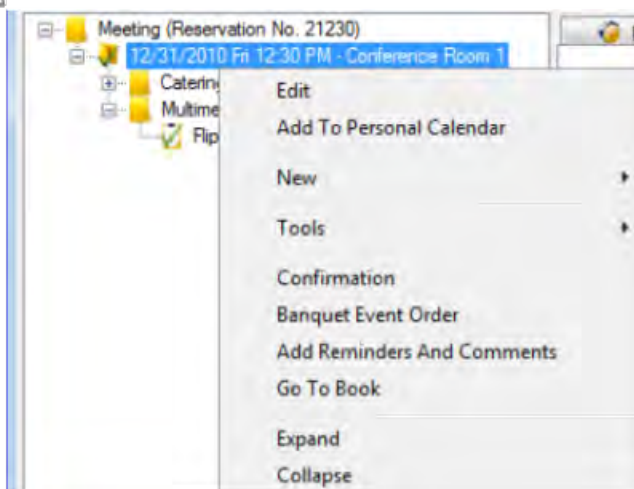 Meeting (Reservation No. 21230)
12/31/2010 Fri 12:30 PM - Conference Room 1
Catering
Multime
Flip
Edit
Add To Personal Calendar
New
Tools
Confirmation
Banquet Event Order
Add Reminders And Comments
Go To Book
Expand
Collapse